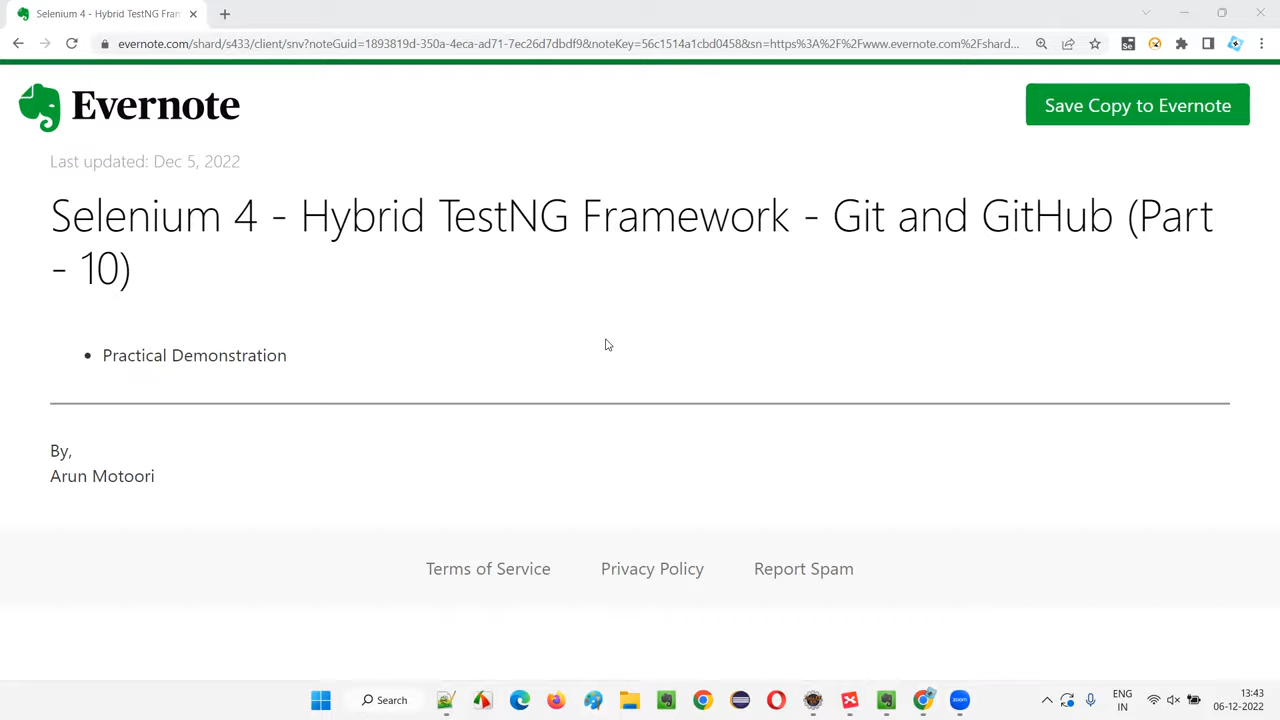 Selenium 4 - Hybrid TestNG Fran
evernote.com/shard/s433/client/snv?noteGuid=1893819d-350a-4eca-ad71-7ec26d7dbdf9&noteKey=56c1514a1cbd0458&sn=https%3A%2F%2Fwww.evernote.com%2Fshard...
Evernote
Save Copy to Evernote
Last updated: Dec 5, 2022
Selenium 4 - Hybrid TestNG Framework - Git and GitHub (Part
- 10)
• Practical Demonstration
By,
Arun Motoori
Terms of Service Privacy Policy Report Spam
Search
ENG
IN
13:43
06-12-2022